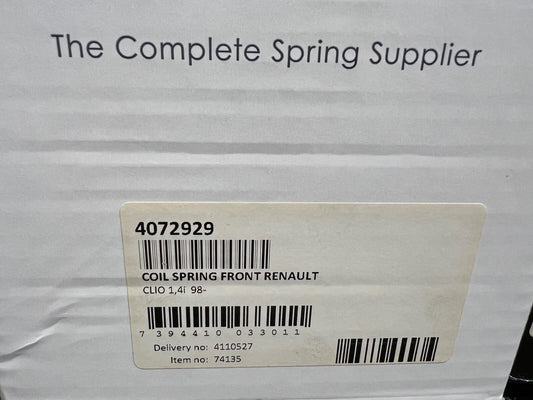 The Complete Spring Supplier
4072929
COIL SPRING FRONT RENAULT
CLIO 1,4i 98-
7 394410 033011
Delivery no: 4110527
Item no: 74135